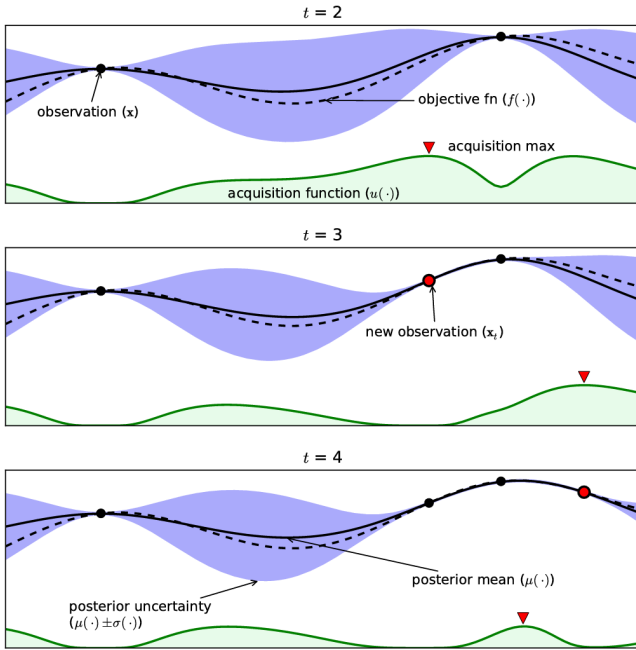 t = 2
observation (x)
objective fn (f(·))
acquisition max
acquisition function (u(·))
t = 3
new observation (xₜ)
t = 4
posterior mean (μ(·))
posterior uncertainty
(μ(·) ±σ(·))